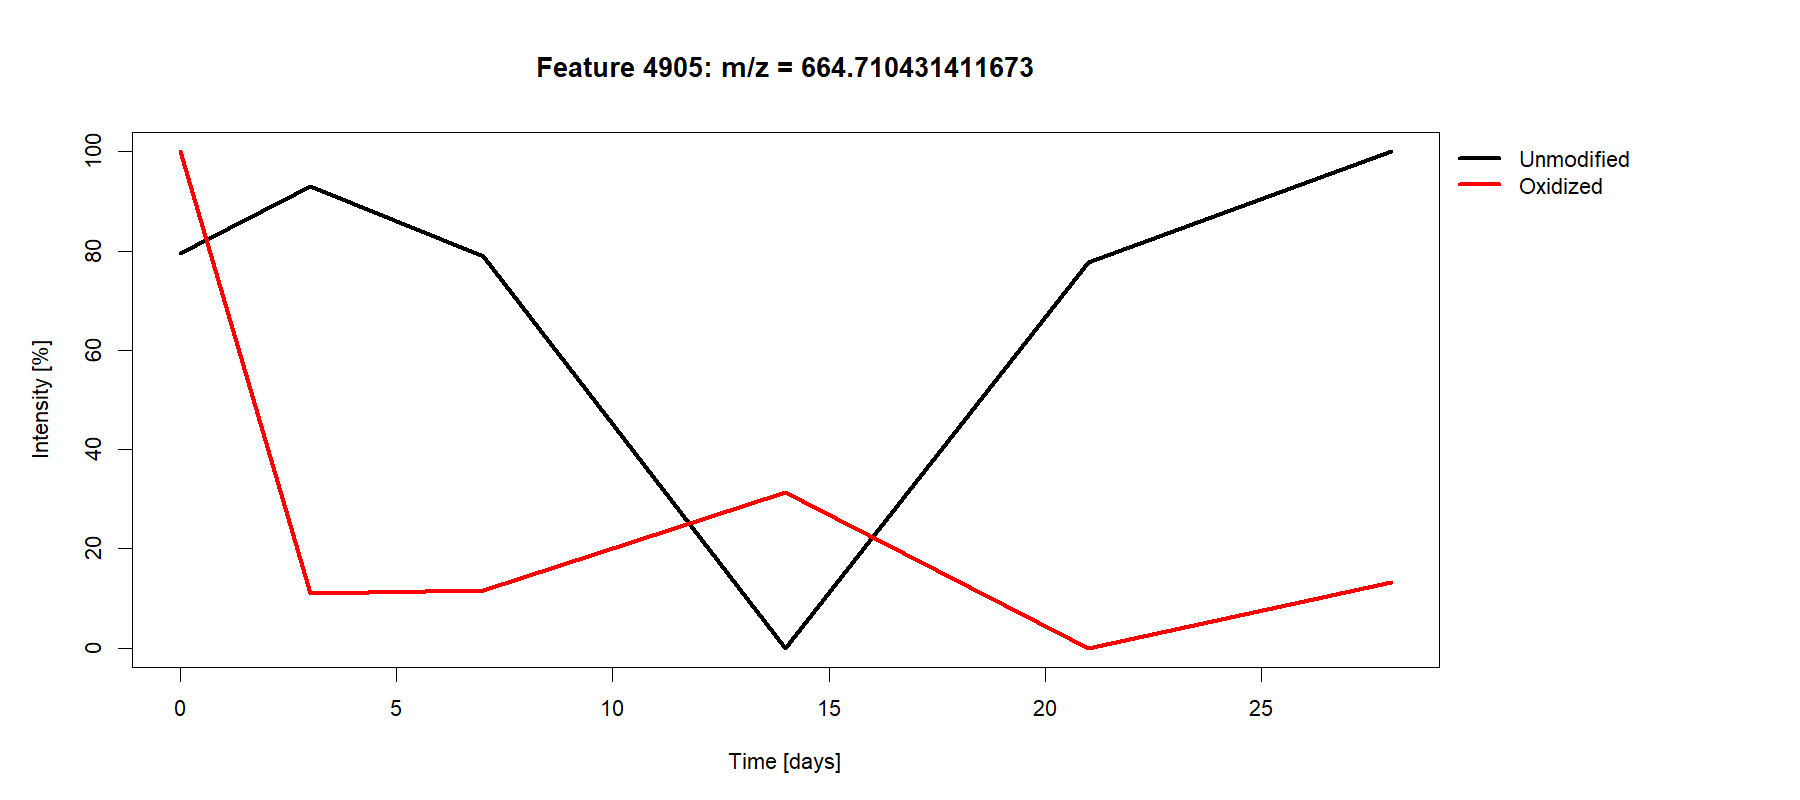 Feature 4905: m/z = 664.710431411673
Unmodified
Oxidized
Intensity [%]
100
80
60
40
20
0
0 5 10 15 20 25
Time [days]